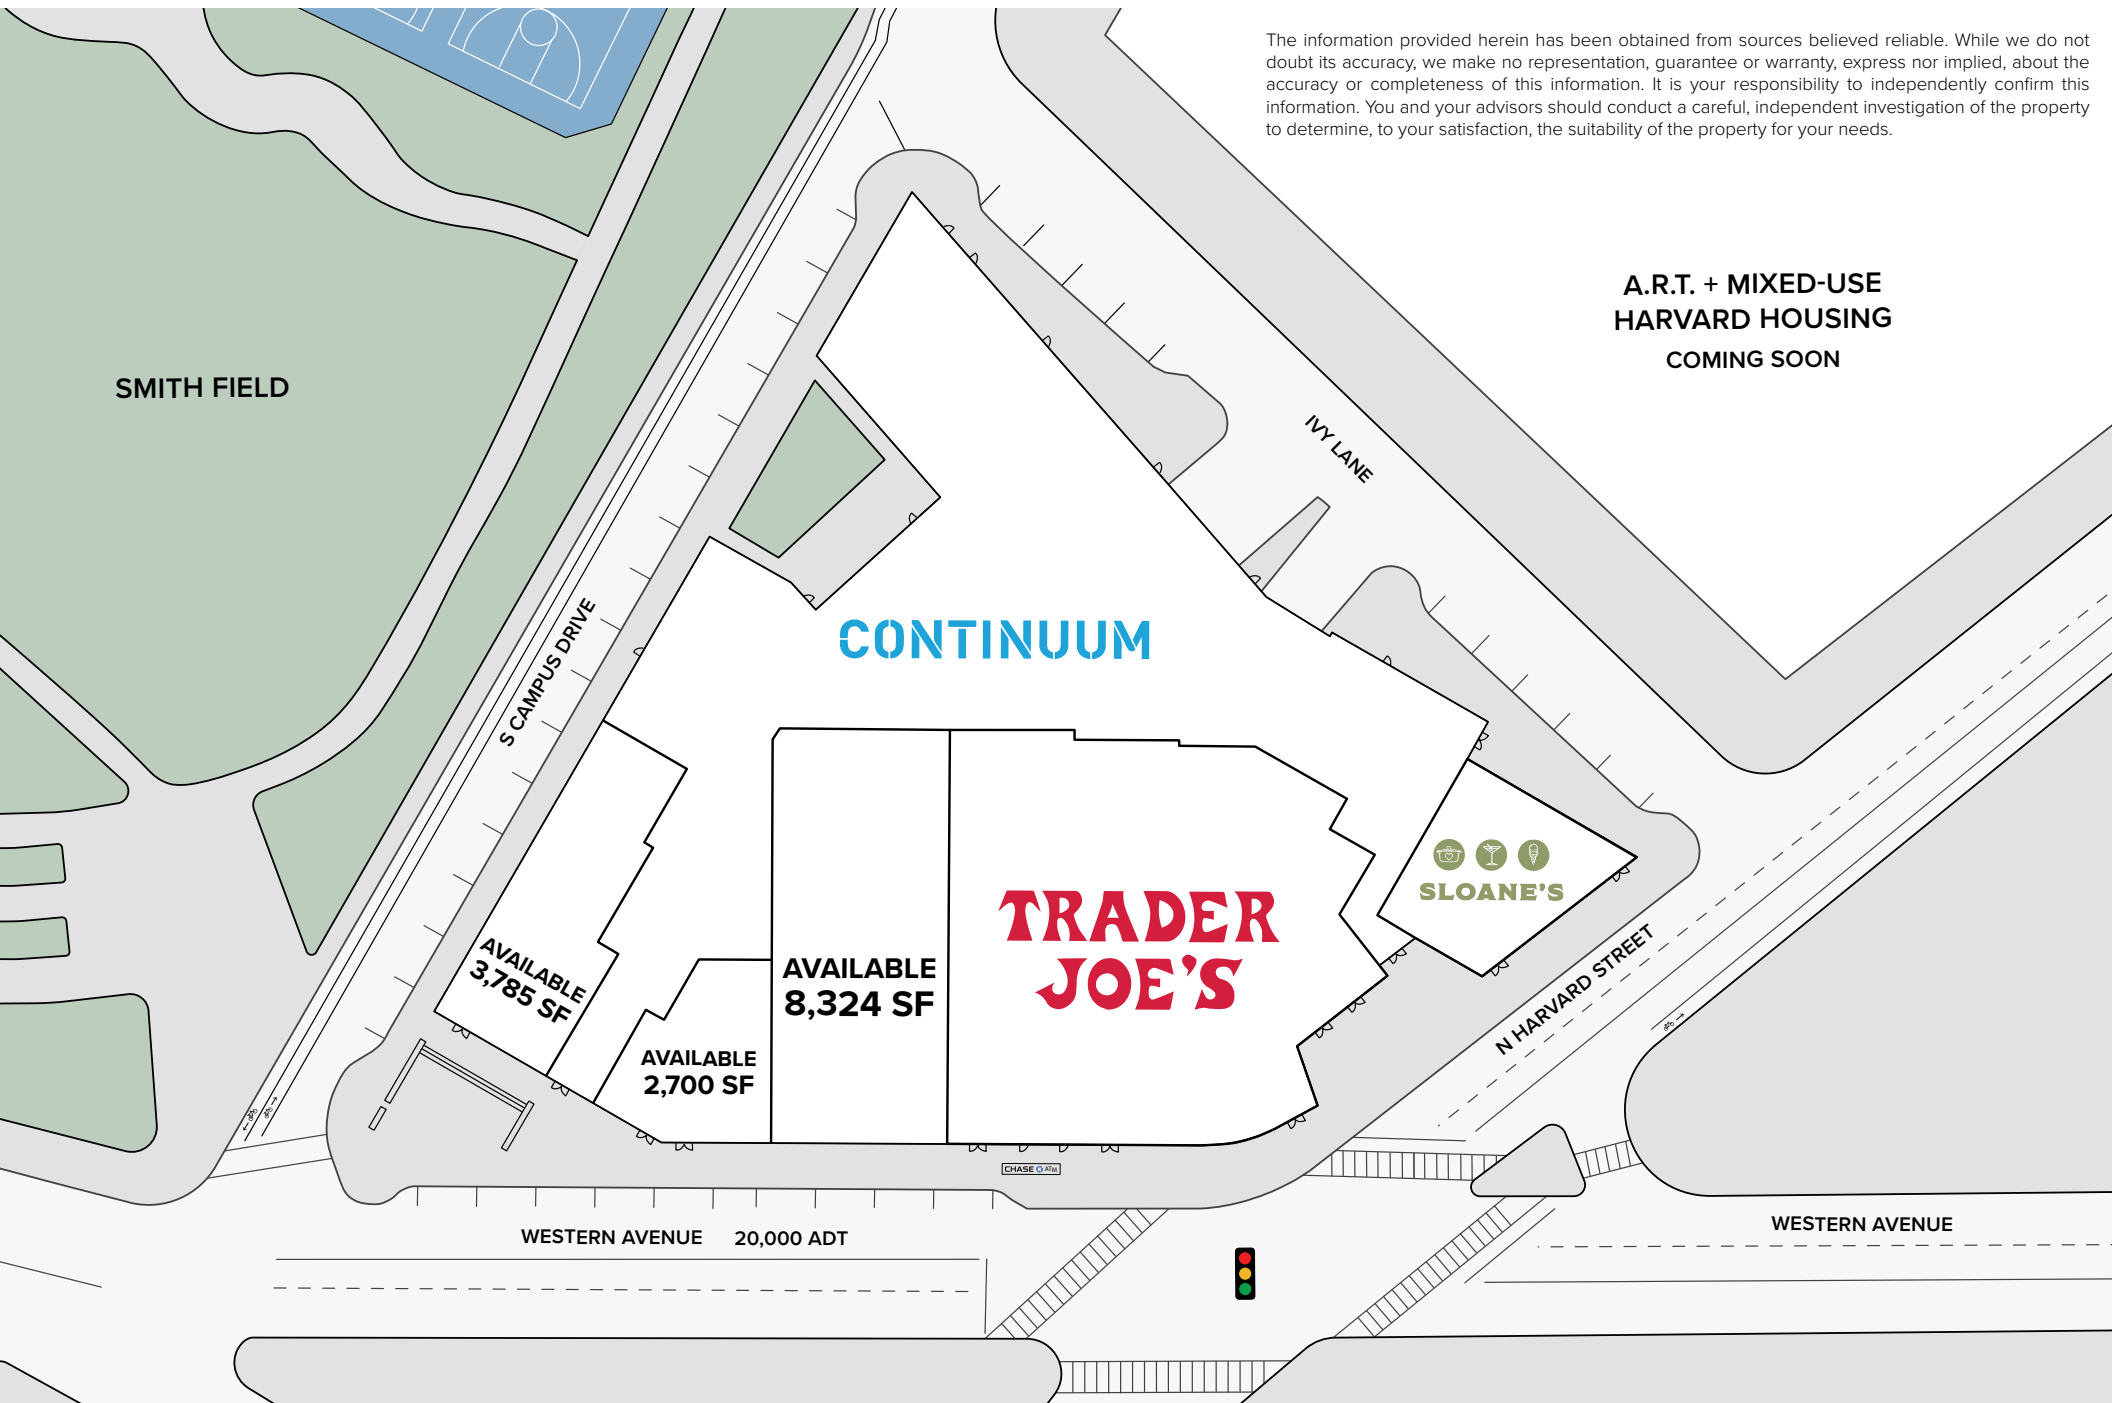 The information provided herein has been obtained from sources believed reliable. While we do not
doubt its accuracy, we make no representation, guarantee or warranty, express nor implied, about the
accuracy or completeness of this information. It is your responsibility to independently confirm this
information. You and your advisors should conduct a careful, independent investigation of the property
to determine, to your satisfaction, the suitability of the property for your needs.
A.R.T. + MIXED-USE
HARVARD HOUSING
COMING SOON
SMITH FIELD
IVY LANE
S CAMPUS DRIVE
CONTINUUM
SLOANE'S
TRADER
JOE'S
AVAILABLE
3,785 SF
AVAILABLE
8,324 SF
AVAILABLE
2,700 SF
N HARVARD STREET
CHASE ATM
WESTERN AVENUE 20,000 ADT
WESTERN AVENUE